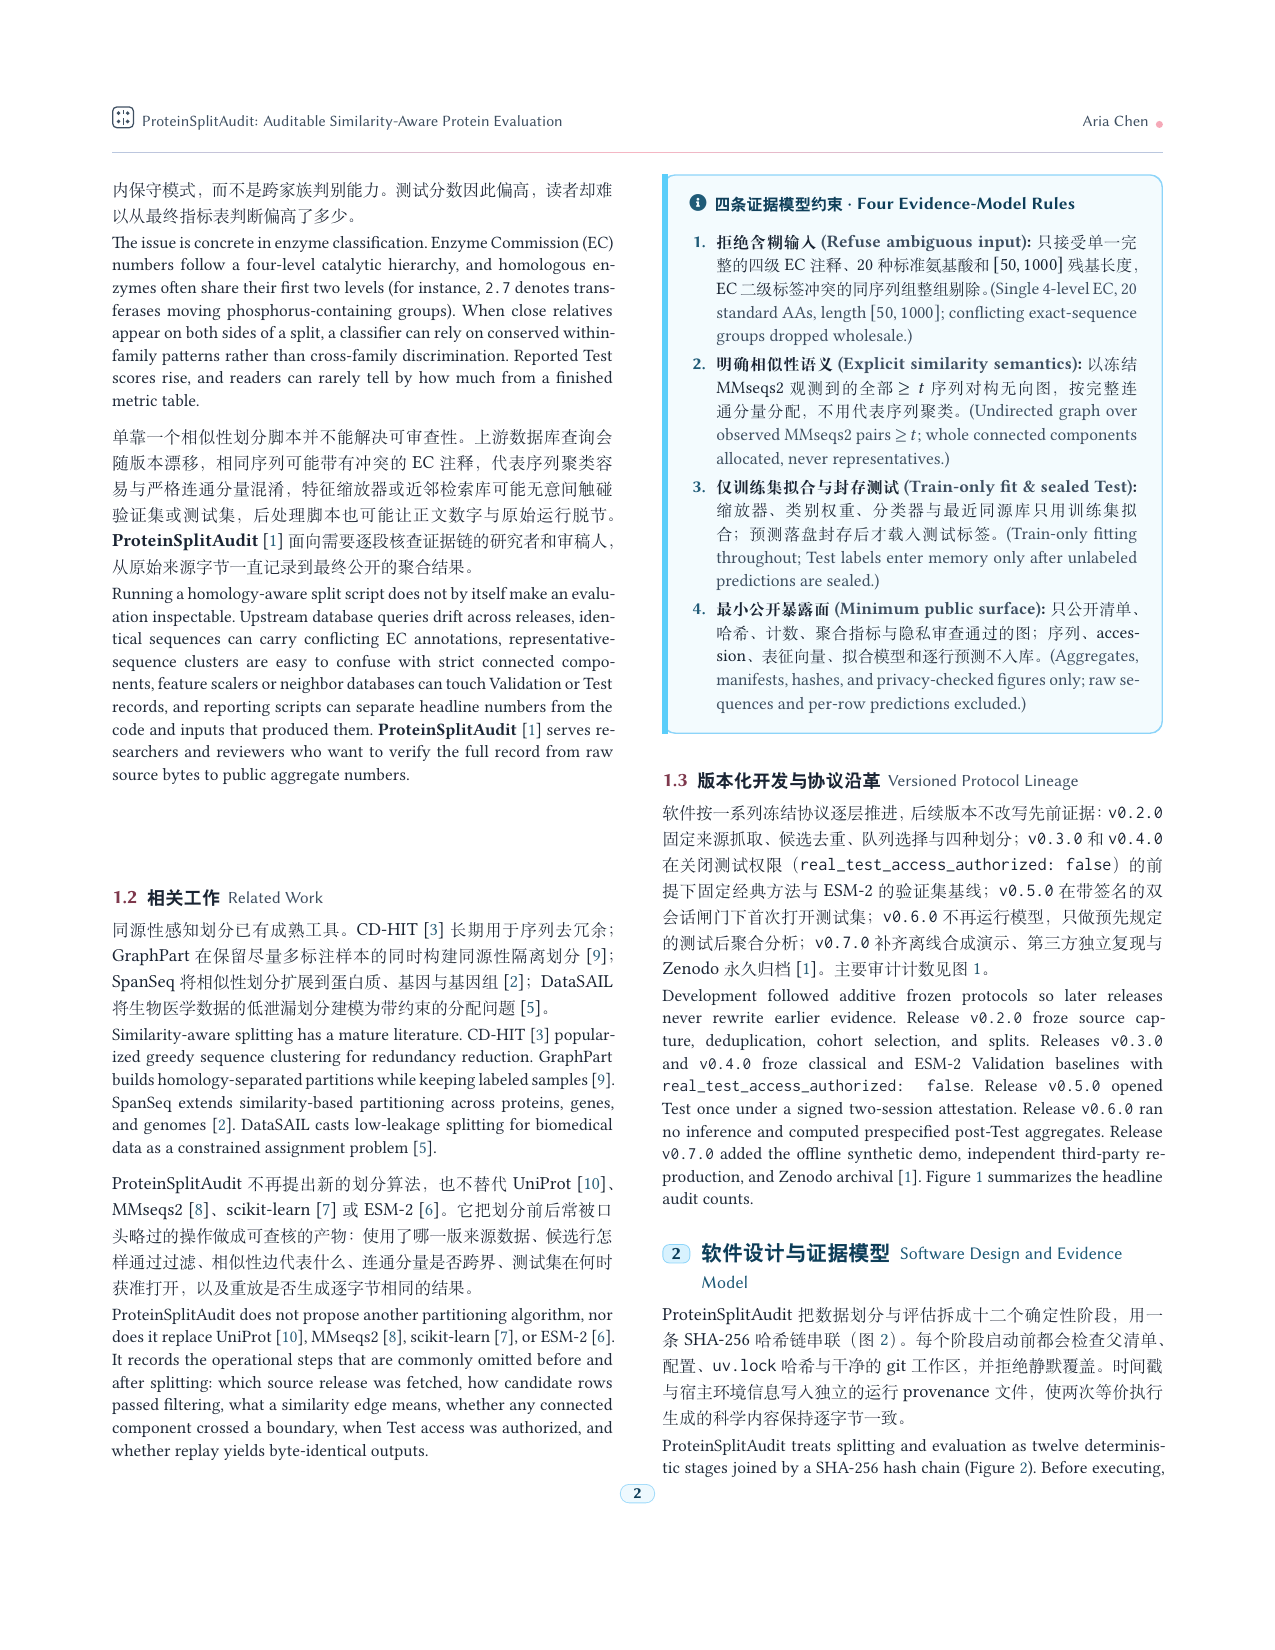 ProteinSplitAudit: Auditable Similarity-Aware Protein Evaluation
Aria Chen
内保守模式，而不是跨家族判别能力。测试分数因此偏高，读者却难
以从最终指标表判断偏高了多少。
The issue is concrete in enzyme classification. Enzyme Commission (EC)
numbers follow a four-level catalytic hierarchy, and homologous en-
zymes often share their first two levels (for instance, 2.7 denotes trans-
ferases moving phosphorus-containing groups). When close relatives
appear on both sides of a split, a classifier can rely on conserved within-
family patterns rather than cross-family discrimination. Reported Test
scores rise, and readers can rarely tell by how much from a finished
metric table.
单靠一个相似性划分脚本并不能解决可审查性。上游数据库查询会
随版本漂移，相同序列可能带有冲突的 EC 注释，代表序列聚类容
易与严格连通分量混淆，特征缩放器或近邻检索库可能无意间触碰
验证集或测试集，后处理脚本也可能让正文数字与原始运行脱节。
ProteinSplitAudit [1] 面向需要逐段核查证据链的研究者和审稿人，
从原始来源字节一直记录到最终公开的聚合结果。
Running a homology-aware split script does not by itself make an evalu-
ation inspectable. Upstream database queries drift across releases, iden-
tical sequences can carry conflicting EC annotations, representative-
sequence clusters are easy to confuse with strict connected compo-
nents, feature scalers or neighbor databases can touch Validation or Test
records, and reporting scripts can separate headline numbers from the
code and inputs that produced them. ProteinSplitAudit [1] serves re-
searchers and reviewers who want to verify the full record from raw
source bytes to public aggregate numbers.
1.2 相关工作 Related Work
同源性感知划分已有成熟工具。CD-HIT [3] 长期用于序列去冗余；
GraphPart 在保留尽量多标注样本的同时构建同源性隔离划分 [9]；
SpanSeq 将相似性划分扩展到蛋白质、基因与基因组 [2]；DataSAIL
将生物医学数据的低泄漏划分建模为带约束的分配问题 [5]。
Similarity-aware splitting has a mature literature. CD-HIT [3] popular-
ized greedy sequence clustering for redundancy reduction. GraphPart
builds homology-separated partitions while keeping labeled samples [9].
SpanSeq extends similarity-based partitioning across proteins, genes,
and genomes [2]. DataSAIL casts low-leakage splitting for biomedical
data as a constrained assignment problem [5].
ProteinSplitAudit 不再提出新的划分算法，也不替代 UniProt [10]、
MMseqs2 [8]、scikit-learn [7] 或 ESM-2 [6]。它把划分前后常被口
头略过的操作做成可查核的产物：使用了哪一版来源数据、候选行怎
样通过过滤、相似性边代表什么、连通分量是否跨界、测试集在何时
获准打开，以及重放是否生成逐字节相同的结果。
ProteinSplitAudit does not propose another partitioning algorithm, nor
does it replace UniProt [10], MMseqs2 [8], scikit-learn [7], or ESM-2 [6].
It records the operational steps that are commonly omitted before and
after splitting: which source release was fetched, how candidate rows
passed filtering, what a similarity edge means, whether any connected
component crossed a boundary, when Test access was authorized, and
whether replay yields byte-identical outputs.
四条证据模型约束 · Four Evidence-Model Rules
1. 拒绝含糊输入 (Refuse ambiguous input): 只接受单一完
整的四级 EC 注释、20 种标准氨基酸和 [50, 1000] 残基长度，
EC 二级标签冲突的同序列组整组剔除。(Single 4-level EC, 20
standard AAs, length [50, 1000]; conflicting exact-sequence
groups dropped wholesale.)
2. 明确相似性语义 (Explicit similarity semantics): 以冻结
MMseqs2 观测到的全部 ≥ t 序列对构无向图，按完整连
通分量分配，不用代表序列聚类。(Undirected graph over
observed MMseqs2 pairs ≥ t; whole connected components
allocated, never representatives.)
3. 仅训练集拟合与封存测试 (Train-only fit & sealed Test):
缩放器、类别权重、分类器与最近同源库只用训练集拟
合；预测落盘封存后才载入测试标签。(Train-only fitting
throughout; Test labels enter memory only after unlabeled
predictions are sealed.)
4. 最小公开暴露面 (Minimum public surface): 只公开清单、
哈希、计数、聚合指标与隐私审查通过的图；序列、acces-
sion、表征向量、拟合模型和逐行预测不入库。(Aggregates,
manifests, hashes, and privacy-checked figures only; raw se-
quences and per-row predictions excluded.)
1.3 版本化开发与协议沿革 Versioned Protocol Lineage
软件按一系列冻结协议逐层推进，后续版本不改写先前证据：v0.2.0
固定来源抓取、候选去重、队列选择与四种划分；v0.3.0 和 v0.4.0
在关闭测试权限（real_test_access_authorized: false）的前
提下固定经典方法与 ESM-2 的验证集基线；v0.5.0 在带签名的双
会话闸门下首次打开测试集；v0.6.0 不再运行模型，只做预先规定
的测试后聚合分析；v0.7.0 补齐离线合成演示、第三方独立复现与
Zenodo 永久归档 [1]。主要审计计数见图 1。
Development followed additive frozen protocols so later releases
never rewrite earlier evidence. Release v0.2.0 froze source cap-
ture, deduplication, cohort selection, and splits. Releases v0.3.0
and v0.4.0 froze classical and ESM-2 Validation baselines with
real_test_access_authorized: false. Release v0.5.0 opened
Test once under a signed two-session attestation. Release v0.6.0 ran
no inference and computed prespecified post-Test aggregates. Release
v0.7.0 added the offline synthetic demo, independent third-party re-
production, and Zenodo archival [1]. Figure 1 summarizes the headline
audit counts.
2 软件设计与证据模型 Software Design and Evidence
Model
ProteinSplitAudit 把数据划分与评估拆成十二个确定性阶段，用一
条 SHA-256 哈希链串联（图 2）。每个阶段启动前都会检查父清单、
配置、uv.lock 哈希与干净的 git 工作区，并拒绝静默覆盖。时间戳
与宿主环境信息写入独立的运行 provenance 文件，使两次等价执行
生成的科学内容保持逐字节一致。
ProteinSplitAudit treats splitting and evaluation as twelve determinis-
tic stages joined by a SHA-256 hash chain (Figure 2). Before executing,
2